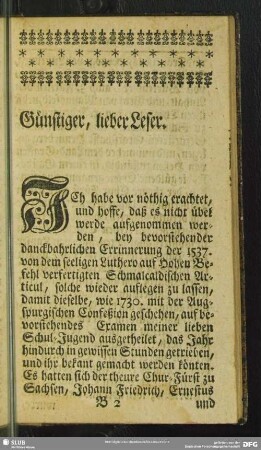 Günstiger, lieber Leser.
ICh habe vor nöthig erachtet,
und hoffe, daß es nicht übel
werde aufgenommen wer-
den, bey bevorstehender
danckbahrlichen Errinnerung der 1537.
von dem seeligen Luthero auf Hohen Be-
fehl verfertigten Schmalcaldischen Ar-
ticul, solche wieder auflegen zu lassen,
damit dieselbe, wie 1730. mit der Aug-
spurgischen Confeßion geschehen, auf be-
vorstehendes Examen meiner lieben
Schul-Jugend ausgetheilet, das Jahr
hindurch in gewissen Stunden getrieben,
und ihr bekant gemacht werden könten.
Es hatten sich der theure Chur-Fürst zu
Sachsen, Johann Friedrich, Ernestus
B 2
und
SLUB
DFG